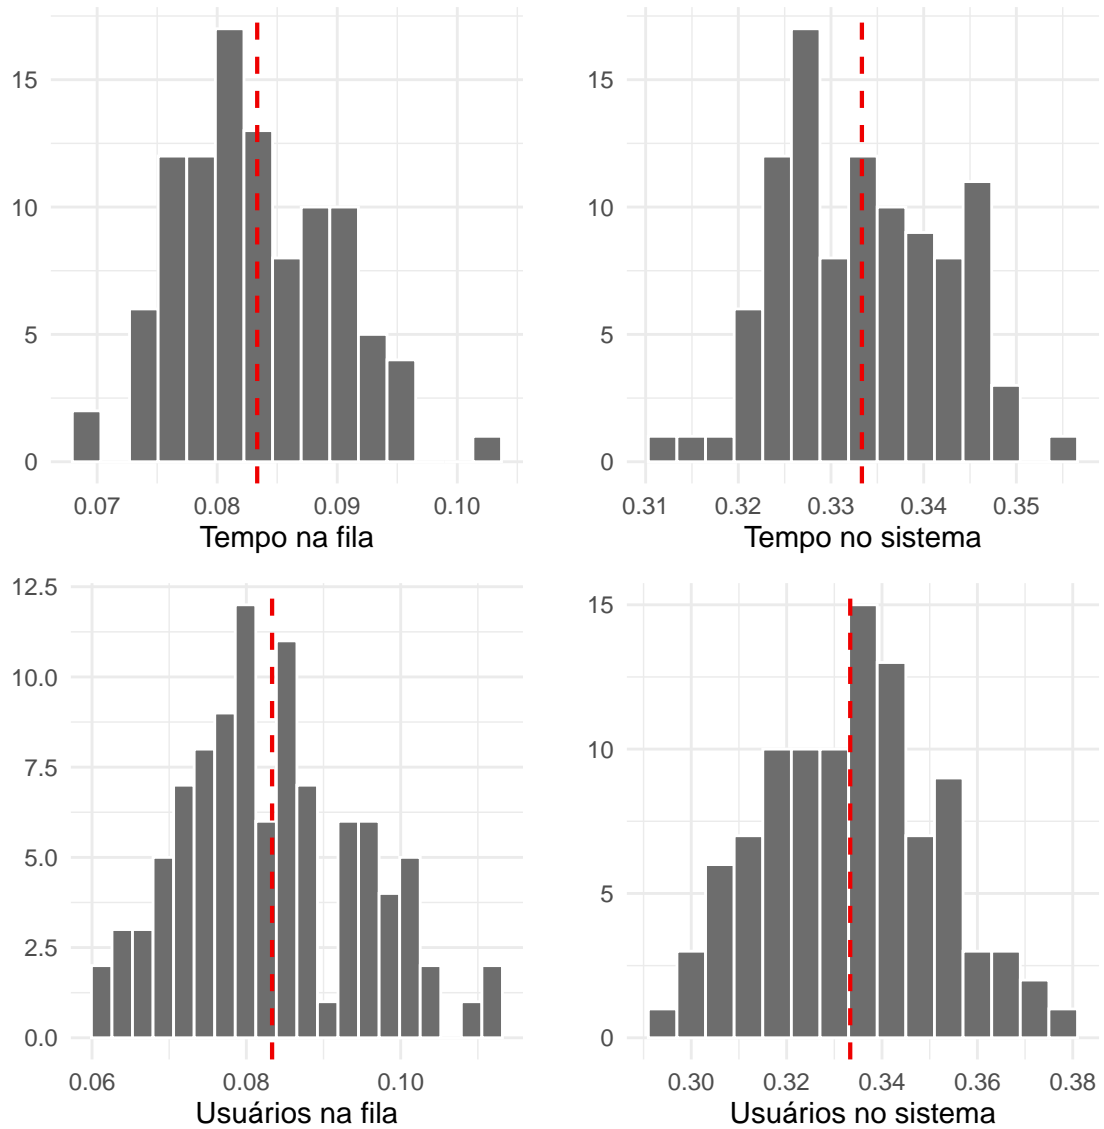 15
10
5
0
0.07 0.08 0.09 0.10
Tempo na fila
15
10
5
0
0.31 0.32 0.33 0.34 0.35
Tempo no sistema
12.5
10.0
7.5
5.0
2.5
0.0
0.06 0.08 0.10
Usuários na fila
15
10
5
0
0.30 0.32 0.34 0.36 0.38
Usuários no sistema